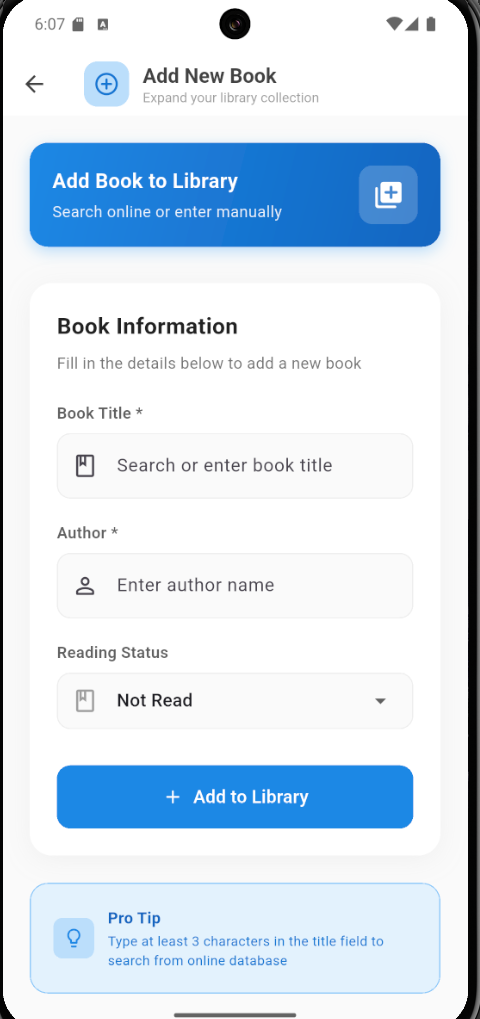 6:07
Add New Book
Expand your library collection
Add Book to Library
Search online or enter manually
Book Information
Fill in the details below to add a new book
Book Title *
Search or enter book title
Author *
Enter author name
Reading Status
Not Read
+ Add to Library
Pro Tip
Type at least 3 characters in the title field to
search from online database